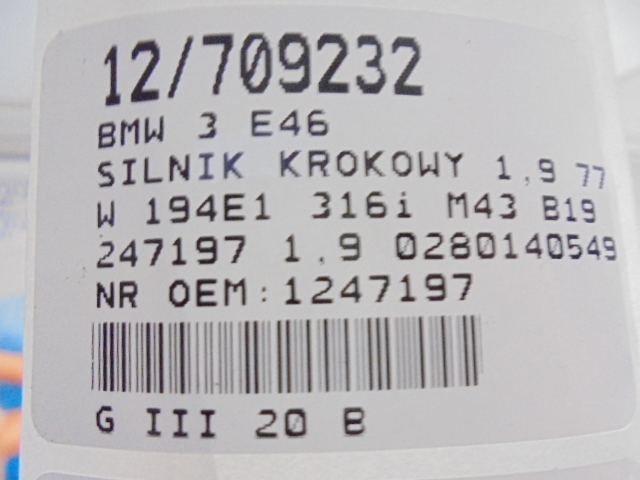 12/709232
BMW 3 E46
SILNIK KROKOWY 1,9 77
W 194E1 316i M43 B19
247197 1,9 0280140549
NR OEM:1247197
G III 20 B